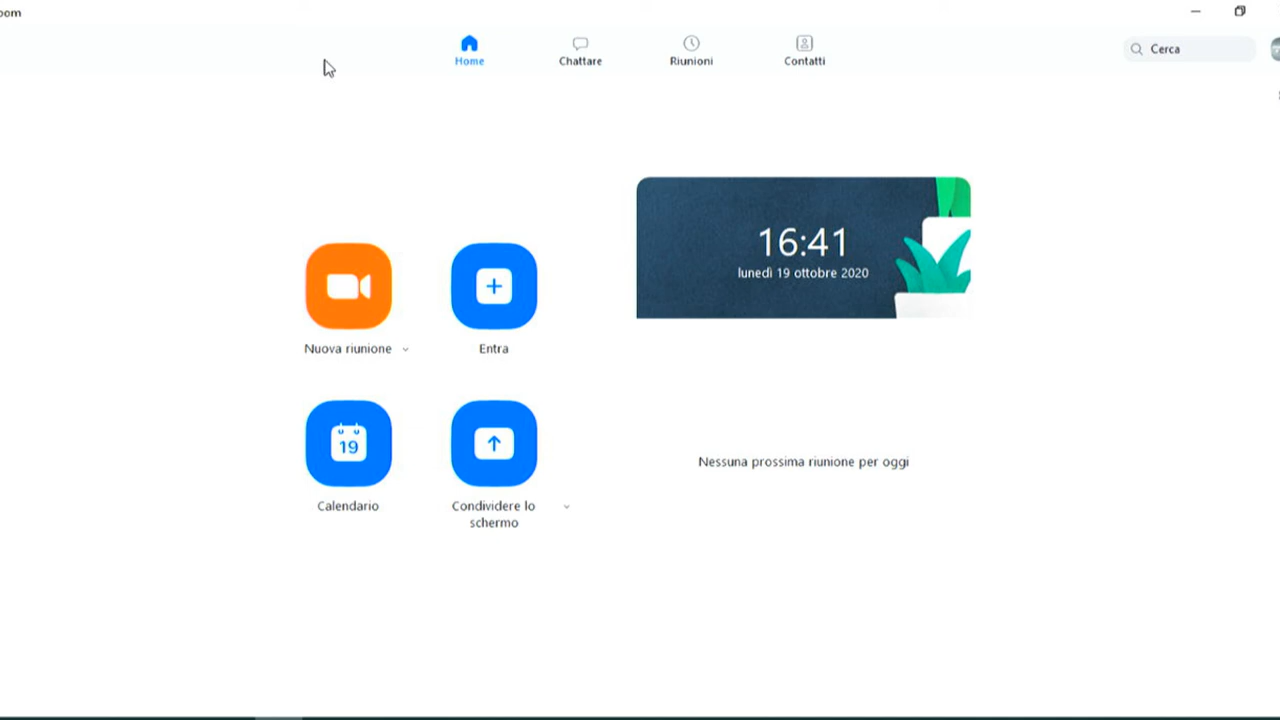 oom
Home
Chattare
Riunioni
Contatti
Cerca
16:41
lunedì 19 ottobre 2020
Nuova riunione
Entra
19
Calendario
Condividere lo
schermo
Nessuna prossima riunione per oggi